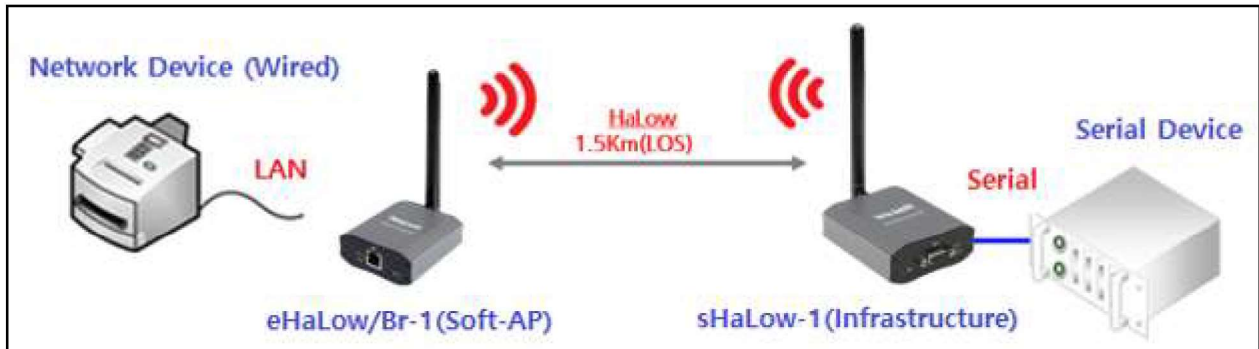 Network Device (Wired)
LAN
HaLow
1.5Km(LOS)
Serial Device
Serial
eHaLow/Br-1(Soft-AP)
sHaLow-1(Infrastructure)